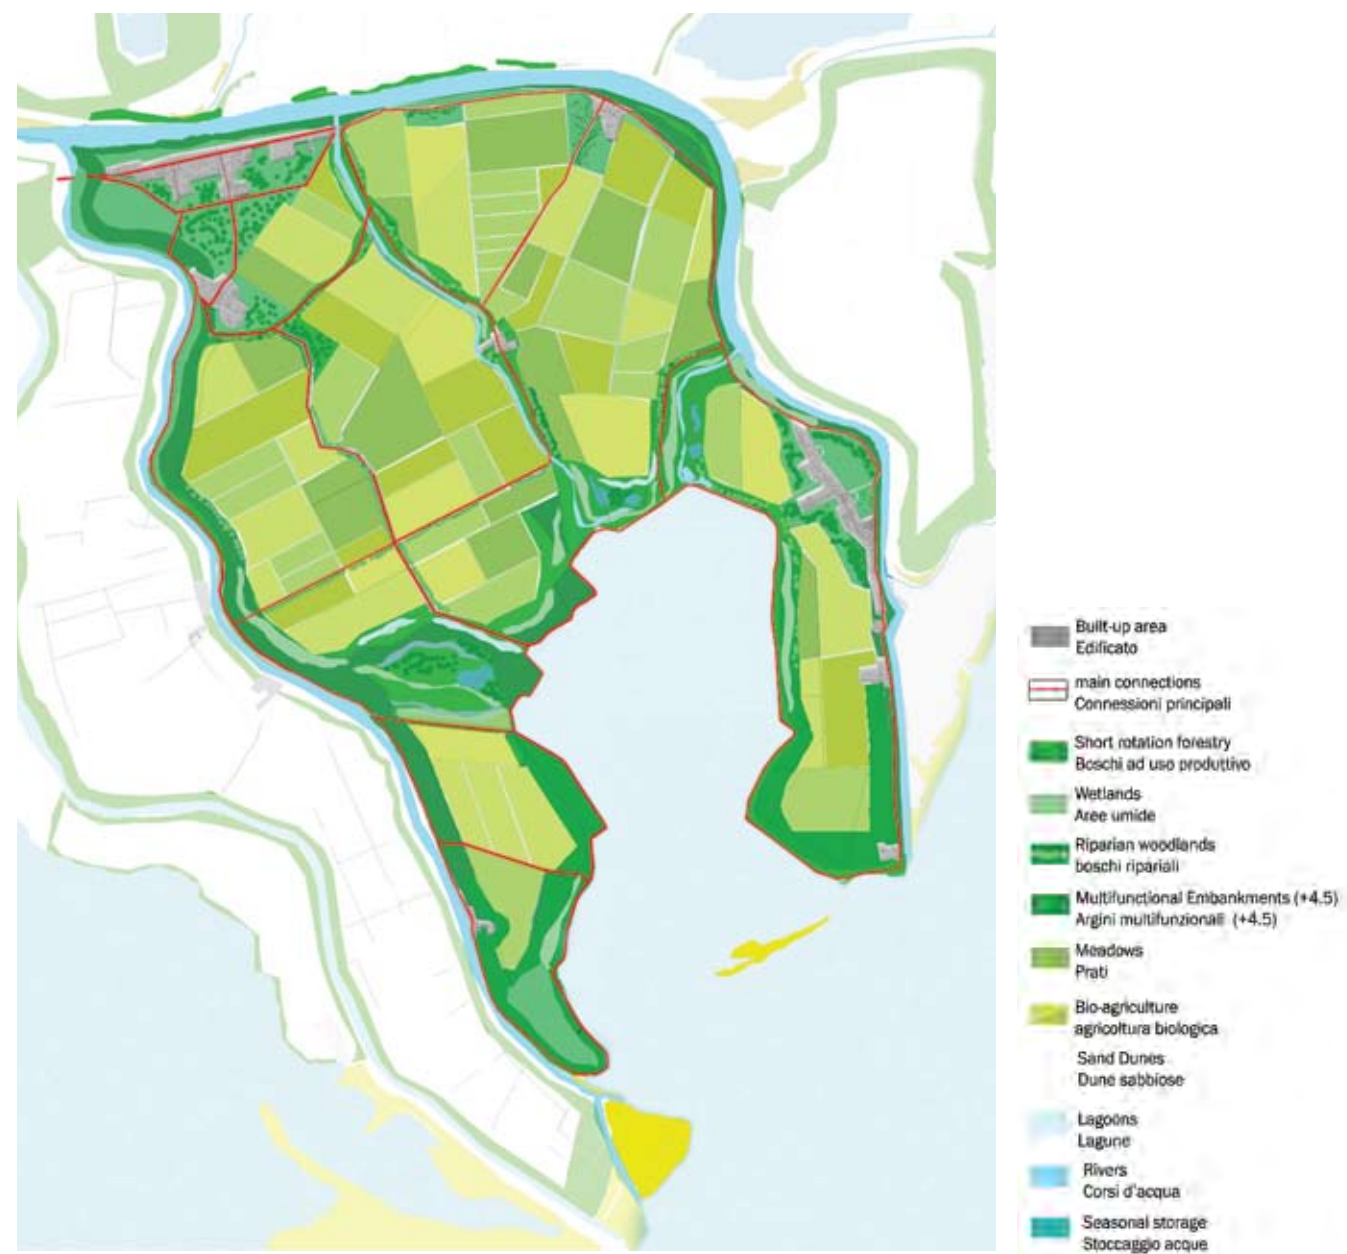 Built-up area
Edificato
main connections
Connessioni principali
Short rotation forestry
Boschi ad uso produttivo
Wetlands
Aree umide
Riparian woodlands
boschi ripariali
Multifunctional Embankments (+4.5)
Argini multifunzionali (+4.5)
Meadows
Prati
Bio-agriculture
agricoltura biologica
Sand Dunes
Dune sabbiose
Lagoons
Lagune
Rivers
Corsi d'acqua
Seasonal storage
Stoccaggio acque